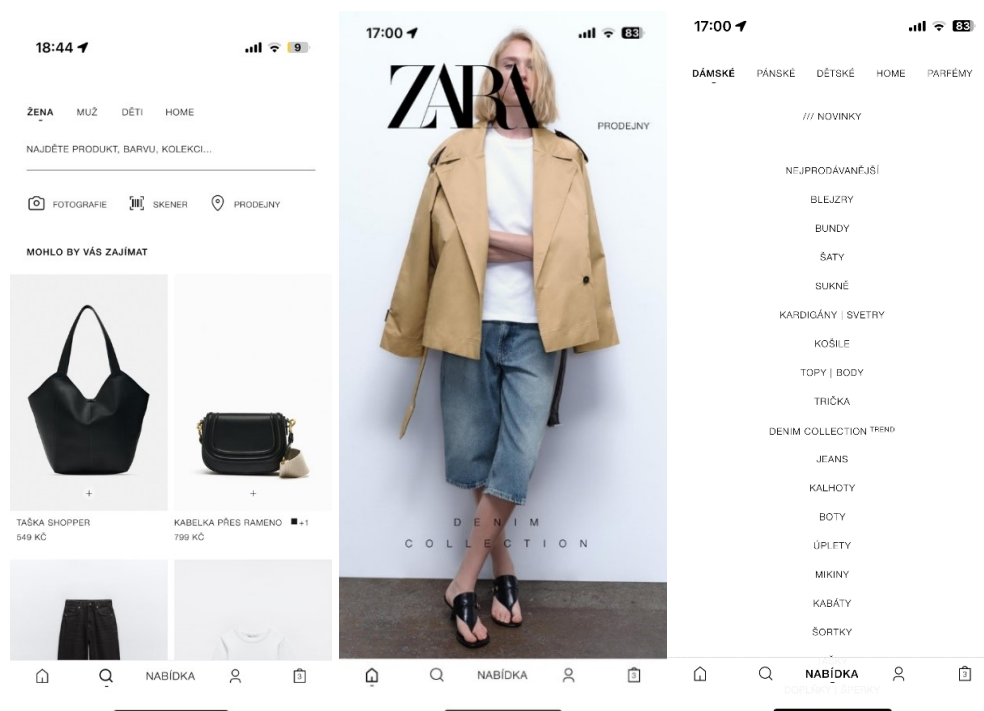 18:44
9
ŽENA MUŽ DĚTI HOME
NAJDĚTE PRODUKT, BARVU, KOLEKCI...
FOTOGRAFIE SKENER PRODEJNY
MOHLO BY VÁS ZAJÍMAT
+ +
TAŠKA SHOPPER
549 KČ
KABELKA PŘES RAMENO +1
799 KČ
NABÍDKA 3
17:00
83
ZARA
PRODEJNY
DENIM
COLLECTION
NABÍDKA 3
17:00
83
DÁMSKÉ PÁNSKÉ DĚTSKÉ HOME PARFÉMY
/// NOVINKY
NEJPRODÁVANĚJŠÍ
BLEJZRY
BUNDY
ŠATY
SUKNĚ
KARDIGÁNY | SVETRY
KOŠILE
TOPY | BODY
TRIČKA
DENIM COLLECTION TREND
JEANS
KALHOTY
BOTY
ÚPLETY
MIKINY
KABÁTY
ŠORTKY
NABÍDKA 3
DOPLŇKY | ŠPERKY